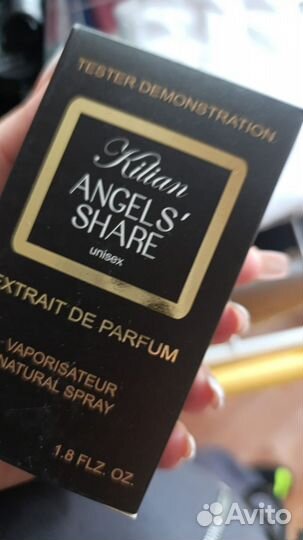 TESTER DEMONSTRATION
Kilian
ANGELS'
SHARE
unisex
EXTRAIT DE PARFUM
VAPORISATEUR
NATURAL SPRAY
1.8 FLZ. OZ.
Avito